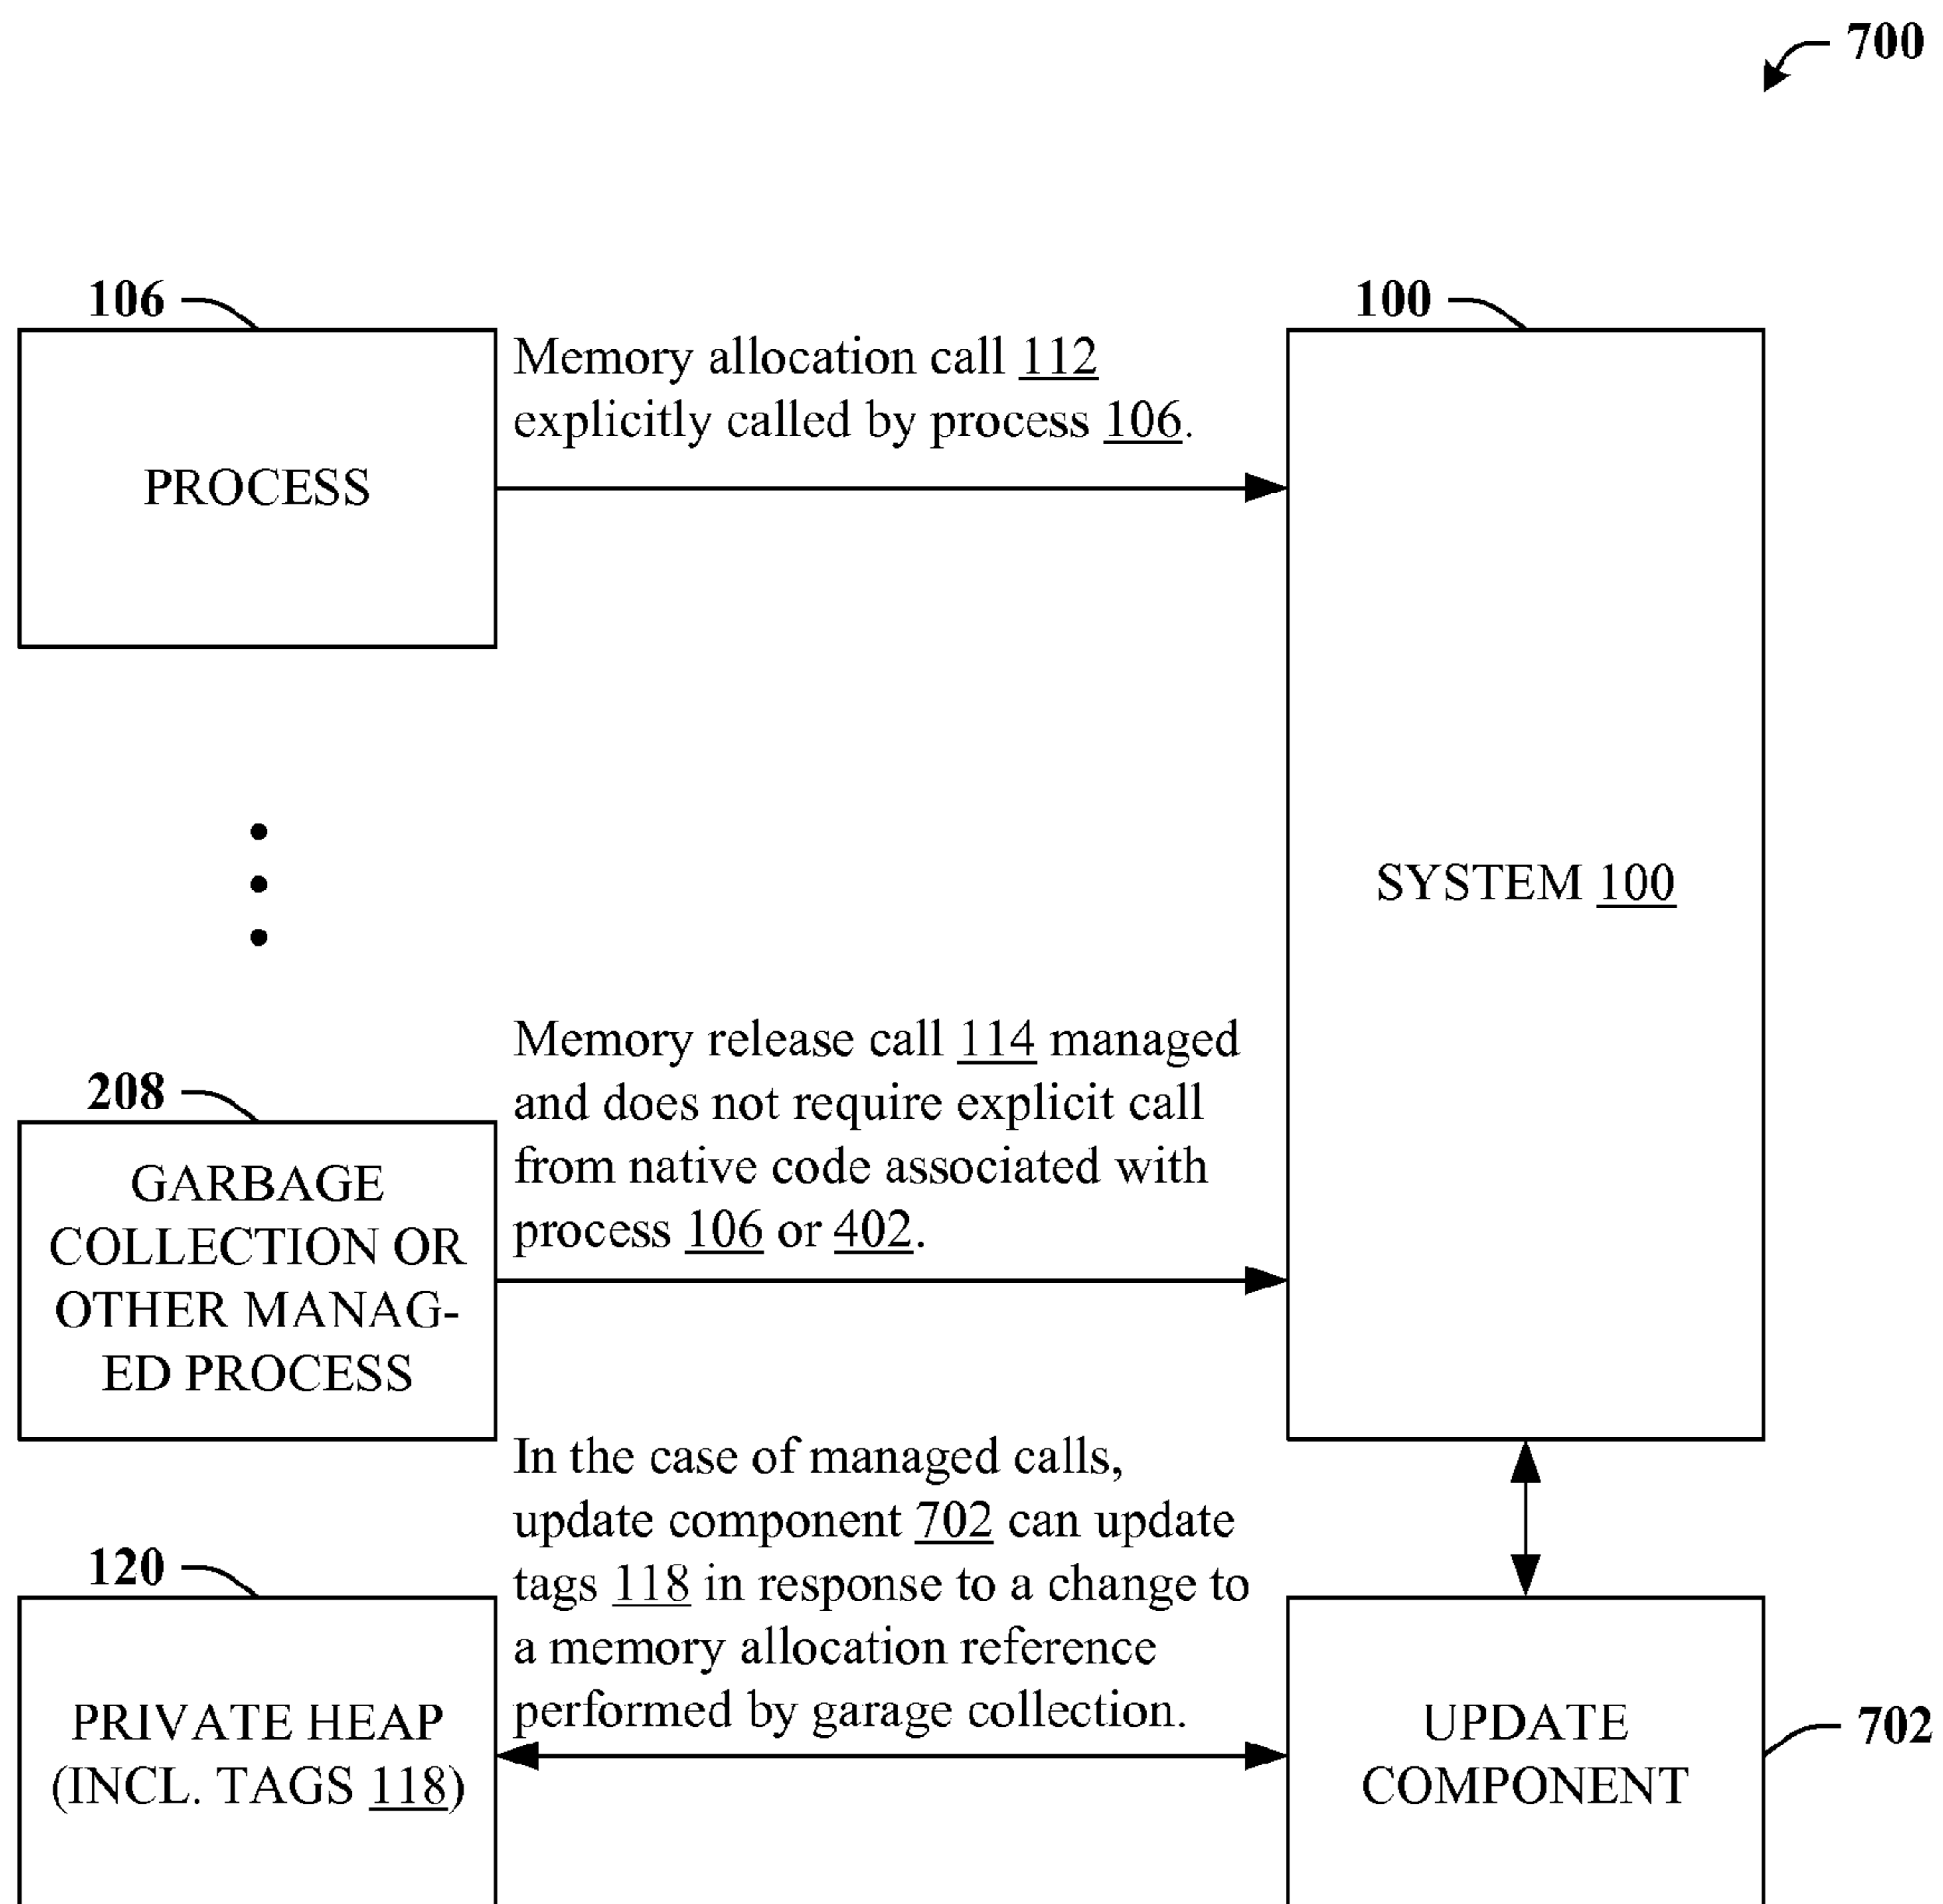 700
106
100
Memory allocation call 112
explicitly called by process 106.
PROCESS
SYSTEM 100
Memory release call 114 managed
and does not require explicit call
from native code associated with
process 106 or 402.
208
GARBAGE
COLLECTION OR
OTHER MANAG-
ED PROCESS
In the case of managed calls,
update component 702 can update
tags 118 in response to a change to
a memory allocation reference
performed by garage collection.
120
PRIVATE HEAP
(INCL. TAGS 118)
UPDATE
COMPONENT
702